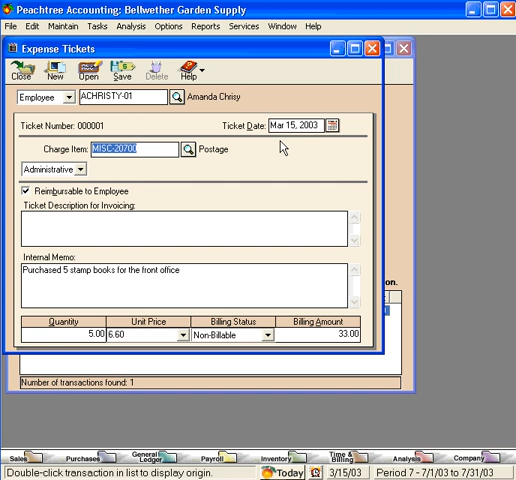 Peachtree Accounting: Bellwether Garden Supply
File Edit Maintain Tasks Analysis Options Reports Services Window Help
Expense Tickets
Close New Open Save Delete Help
Employee ACHRISTY-01 Amanda Chrisy
Ticket Number: 000001 Ticket Date: Mar 15, 2003
Charge Item: MISC-20700 Postage
Administrative
Reimbursable to Employee
Ticket Description for Invoicing:
Internal Memo:
Purchased 5 stamp books for the front office
on.
Quantity Unit Price Billing Status Billing Amount
5.00 6.60 Non-Billable 33.00
Number of transactions found: 1
Sales Purchases General Ledger Payroll Inventory Time & Billing Analysis Company
Double-click transaction in list to display origin. Today 3/15/03 Period 7 - 7/1/03 to 7/31/03